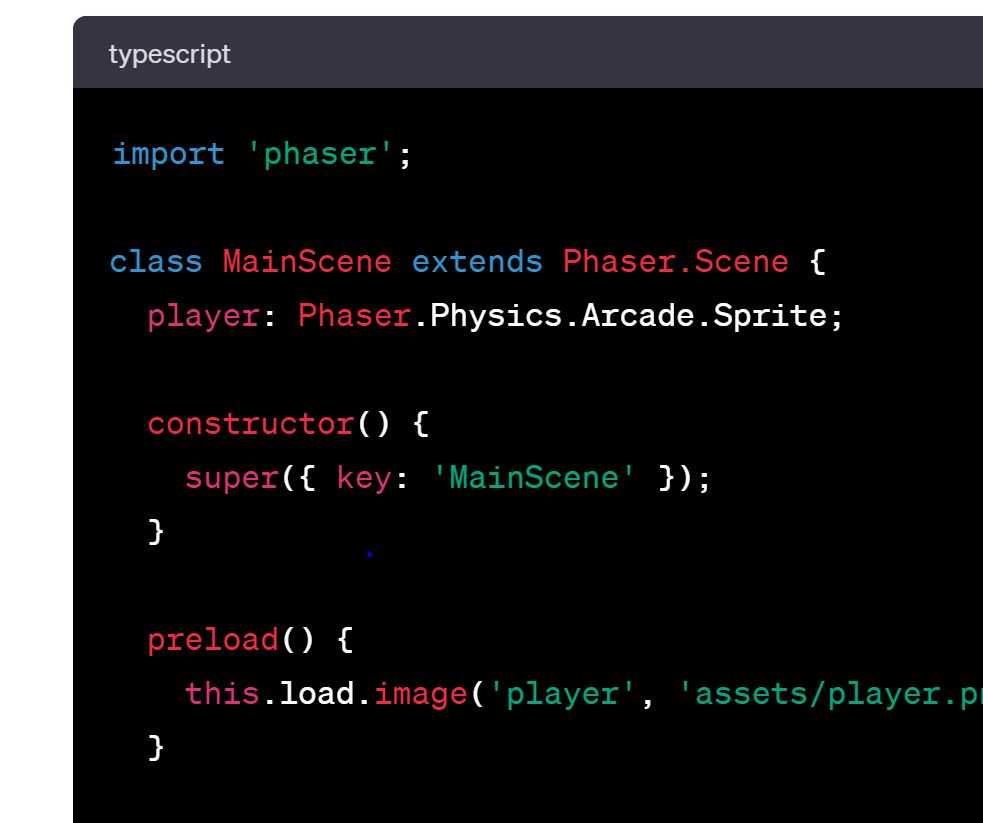 typescript
import 'phaser';
class MainScene extends Phaser.Scene {
player: Phaser.Physics.Arcade.Sprite;
constructor() {
super({ key: 'MainScene' });
}
preload() {
this.load.image('player', 'assets/player.p
}